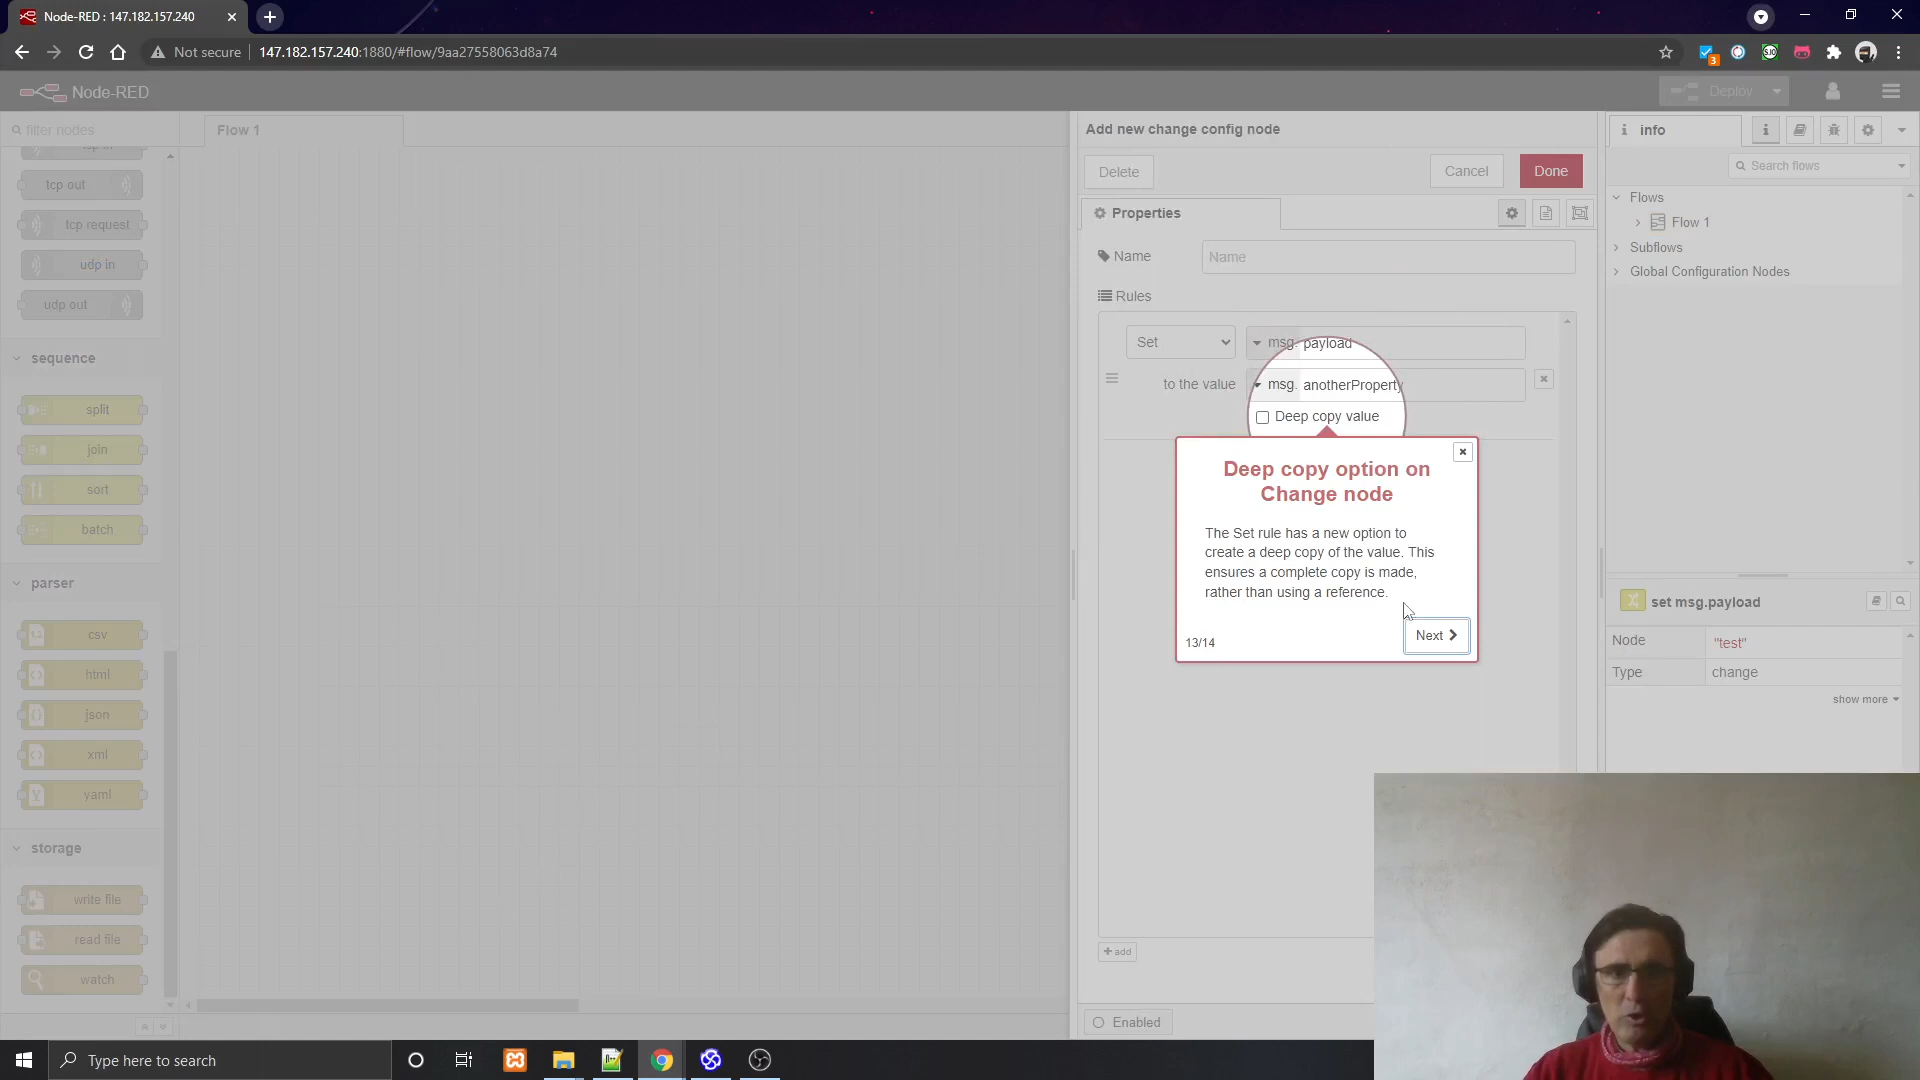 Node-RED : 147.182.157.240
Not secure
147.182.157.240:1880/#flow/9aa27558063d8a74
3
Node-RED
Deploy
filter nodes
Flow 1
tcp out
tcp request
udp in
udp out
sequence
split
join
sort
batch
parser
csv
html
json
xml
yaml
storage
write file
read file
watch
Add new change config node
Delete
Cancel
Done
Properties
Name
Name
Rules
Set
msg. payload
to the value
msg. anotherProperty
Deep copy value
Deep copy option on
Change node
The Set rule has a new option to
create a deep copy of the value. This
ensures a complete copy is made,
rather than using a reference.
13/14
Next
add
Enabled
info
Search flows
Flows
Flow 1
Subflows
Global Configuration Nodes
set msg.payload
Node
"test"
Type
change
show more
Type here to search